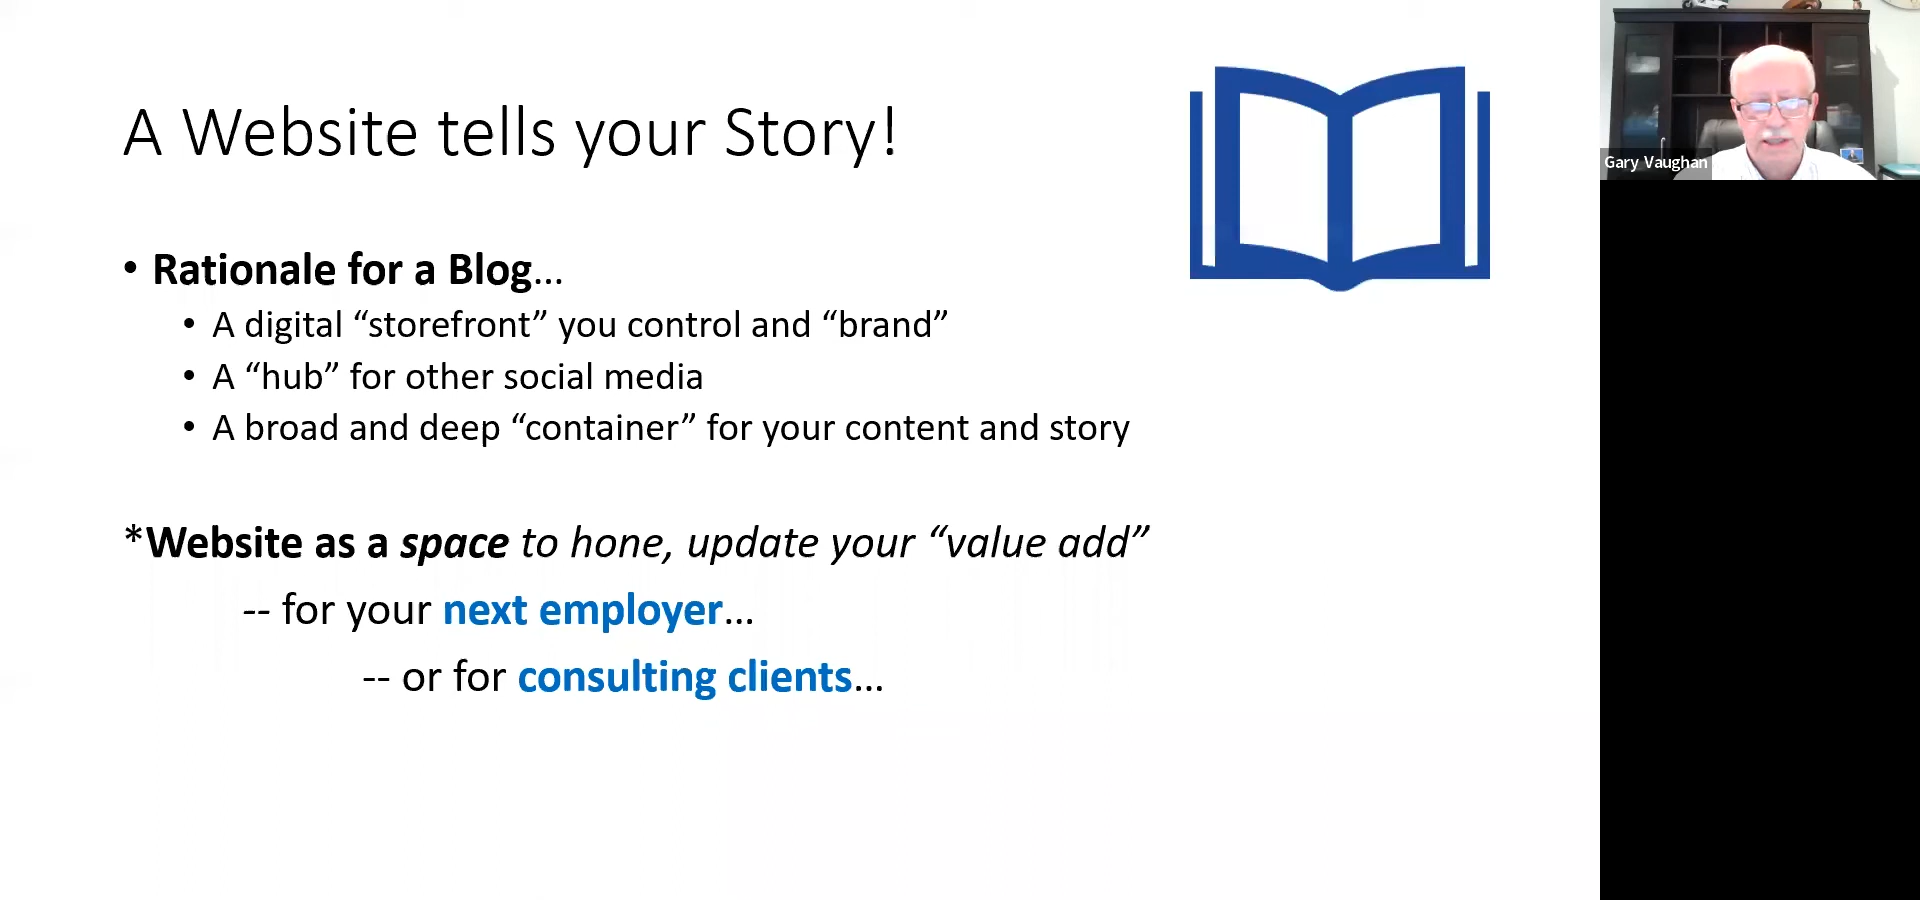 A Website tells your Story!
• Rationale for a Blog…
• A digital “storefront” you control and “brand”
• A “hub” for other social media
• A broad and deep “container” for your content and story
*Website as a space to hone, update your “value add”
-- for your next employer…
-- or for consulting clients…
Gary Vaughan